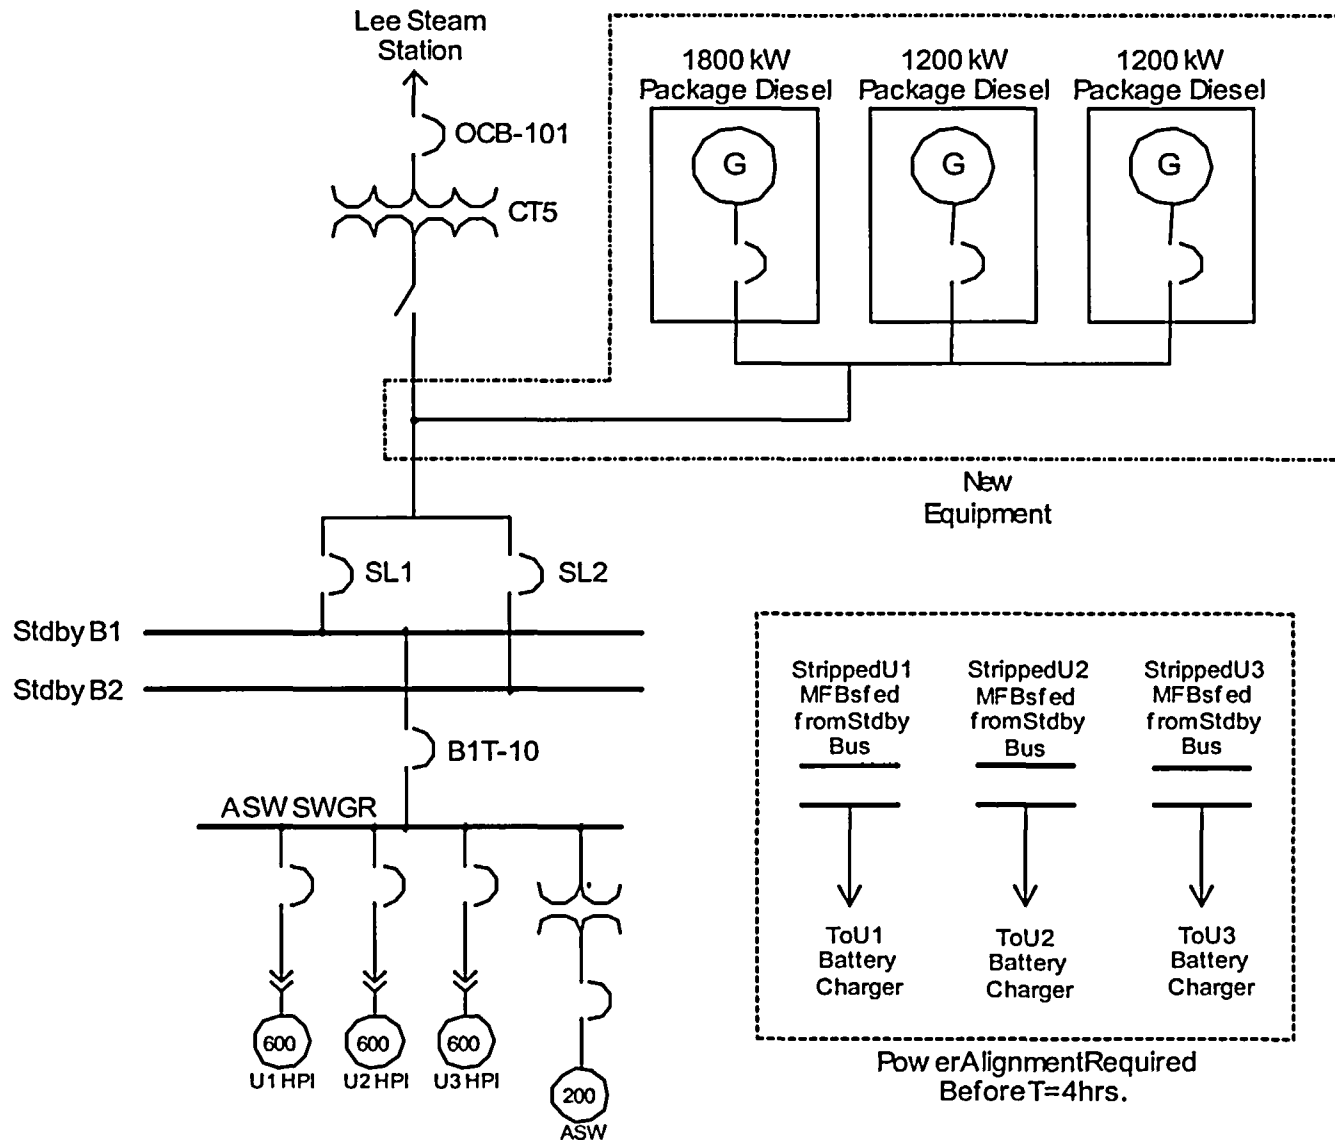 Lee Steam
Station
OCB-101
CT5
1800 kW
Package Diesel
1200 kW
Package Diesel
1200 kW
Package Diesel
G
G
G
New
Equipment
SL1
SL2
Stdby B1
Stdby B2
B1T-10
ASW SWGR
600
U1 HPI
600
U2 HPI
600
U3 HPI
200
ASW
StrippedU1
MFBsfed
fromStdby
Bus
StrippedU2
MFBsfed
fromStdby
Bus
StrippedU3
MFBsfed
fromStdby
Bus
ToU1
Battery
Charger
ToU2
Battery
Charger
ToU3
Battery
Charger
PowerAlignmentRequired
BeforeT=4hrs.